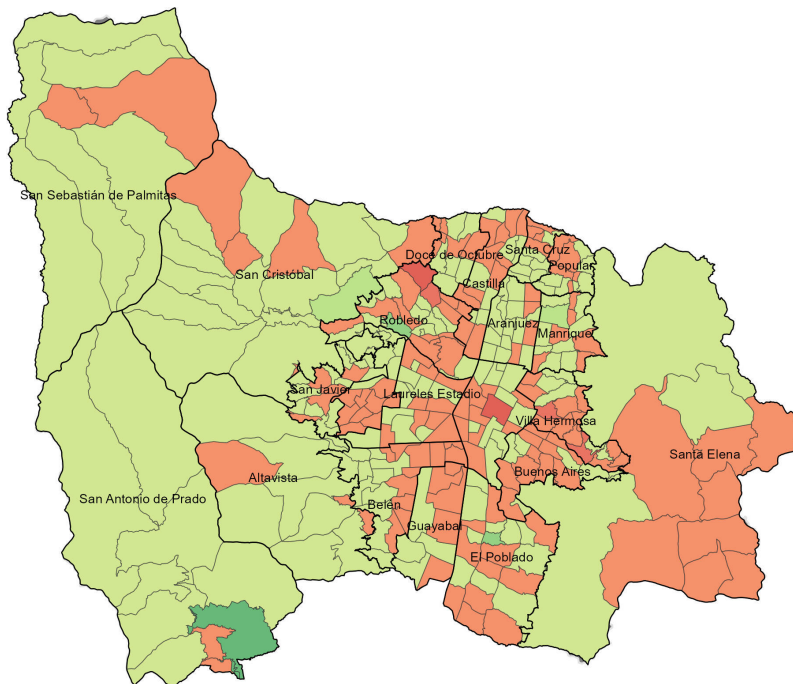 San Sebastián de Palmitas
San Cristóbal
Doce de Octubre
Santa Cruz
Popular
Castilla
Robledo
Aranjuez
Manrique
San Javier
Laureles Estadio
Villa Hermosa
Santa Elena
Buenos Aires
Altavista
San Antonio de Prado
Belén
Guayabal
El Poblado